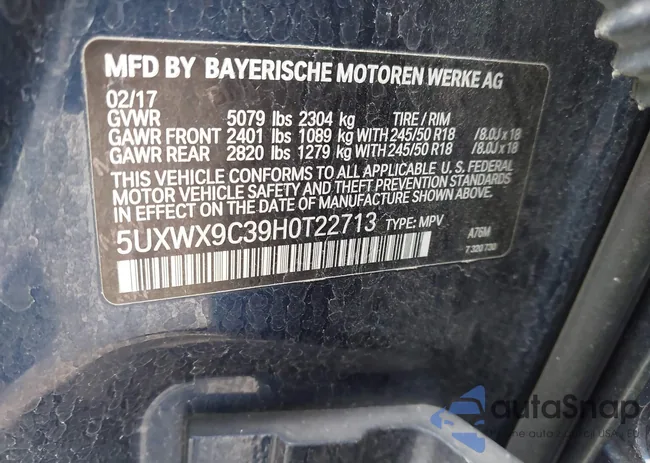 MFD BY BAYERISCHE MOTOREN WERKE AG
02/17
GVWR 5079 lbs 2304 kg TIRE / RIM
GAWR FRONT 2401 lbs 1089 kg WITH 245/50 R18 /8.0J x 18
GAWR REAR 2820 lbs 1279 kg WITH 245/50 R18 /8.0J x 18
THIS VEHICLE CONFORMS TO ALL APPLICABLE U. S. FEDERAL
MOTOR VEHICLE SAFETY AND THEFT PREVENTION STANDARDS
IN EFFECT ON THE DATE OF MANUFACTURE SHOWN ABOVE.
5UXWX9C39H0T22713 TYPE: MPV A76M
7 320 730
autoSnap